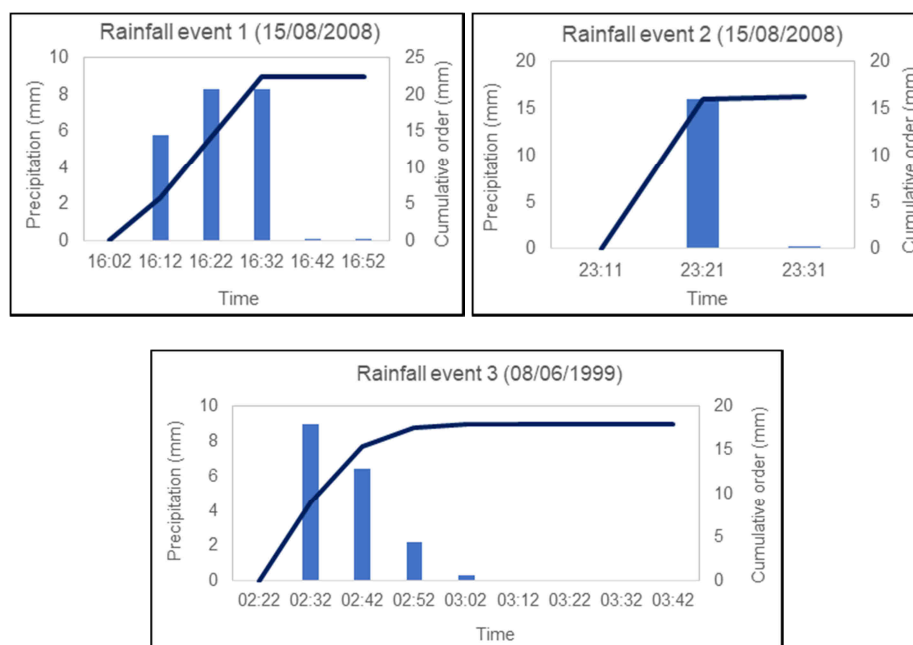 Rainfall event 1 (15/08/2008)
Precipitation (mm)
10
8
6
4
2
0
25
20
15
10
5
0
Cumulative order (mm)
16:02 16:12 16:22 16:32 16:42 16:52
Time
Rainfall event 2 (15/08/2008)
Precipitation (mm)
20
15
10
5
0
20
15
10
5
0
Cumulative order (mm)
23:11 23:21 23:31
Time
Rainfall event 3 (08/06/1999)
Precipitation (mm)
10
8
6
4
2
0
20
15
10
5
0
Cumulative order (mm)
02:22 02:32 02:42 02:52 03:02 03:12 03:22 03:32 03:42
Time